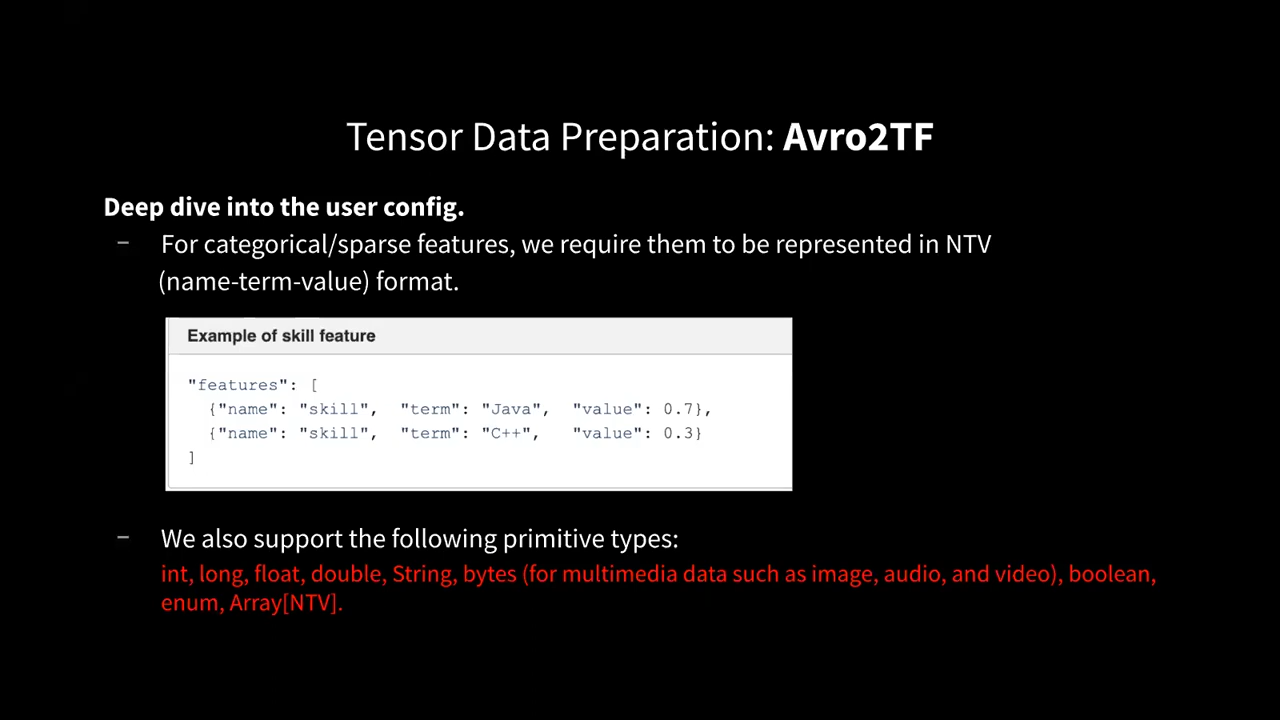 Tensor Data Preparation: Avro2TF
Deep dive into the user config.
– For categorical/sparse features, we require them to be represented in NTV
(name-term-value) format.
Example of skill feature
"features": [
{"name": "skill", "term": "Java", "value": 0.7},
{"name": "skill", "term": "C++", "value": 0.3}
]
– We also support the following primitive types:
int, long, float, double, String, bytes (for multimedia data such as image, audio, and video), boolean,
enum, Array[NTV].